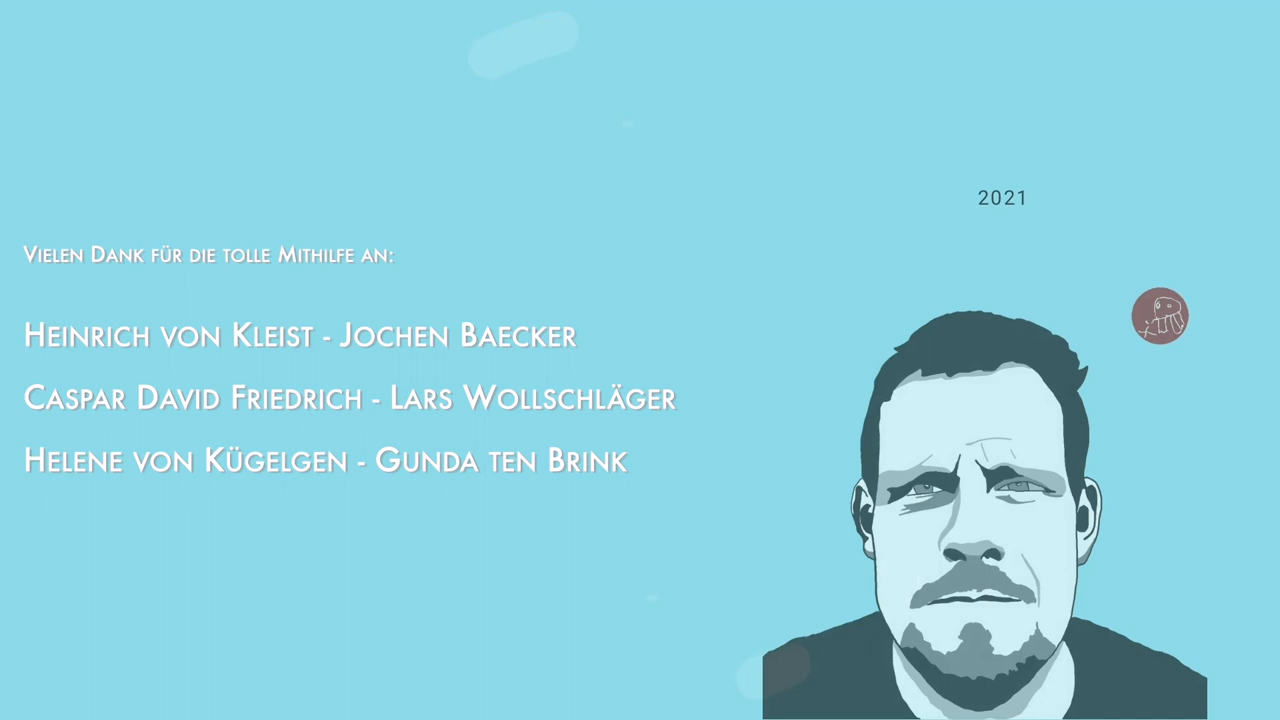 2021
Vielen Dank für die tolle Mithilfe an:
Heinrich von Kleist - Jochen Baecker
Caspar David Friedrich - Lars Wollschläger
Helene von Kügelgen - Gunda ten Brink